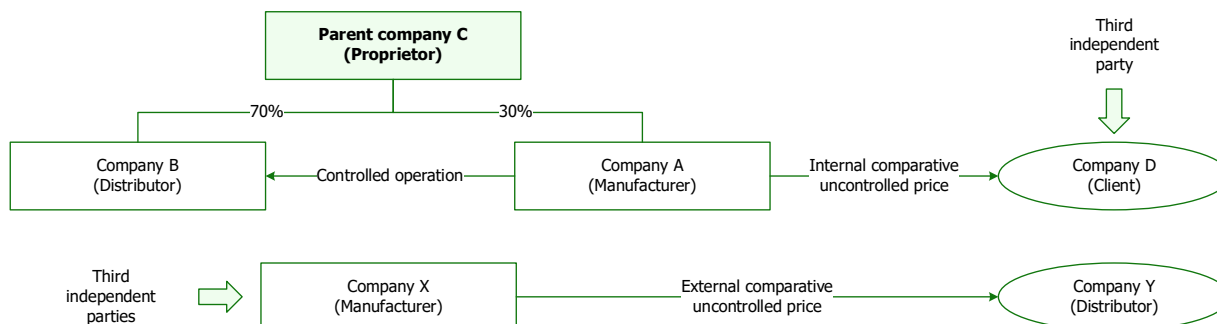 Parent company C
(Proprietor)
Third
independent
party
70%
30%
Company B
(Distributor)
Controlled operation
Company A
(Manufacturer)
Internal comparative
uncontrolled price
Company D
(Client)
Third
independent
parties
Company X
(Manufacturer)
External comparative
uncontrolled price
Company Y
(Distributor)